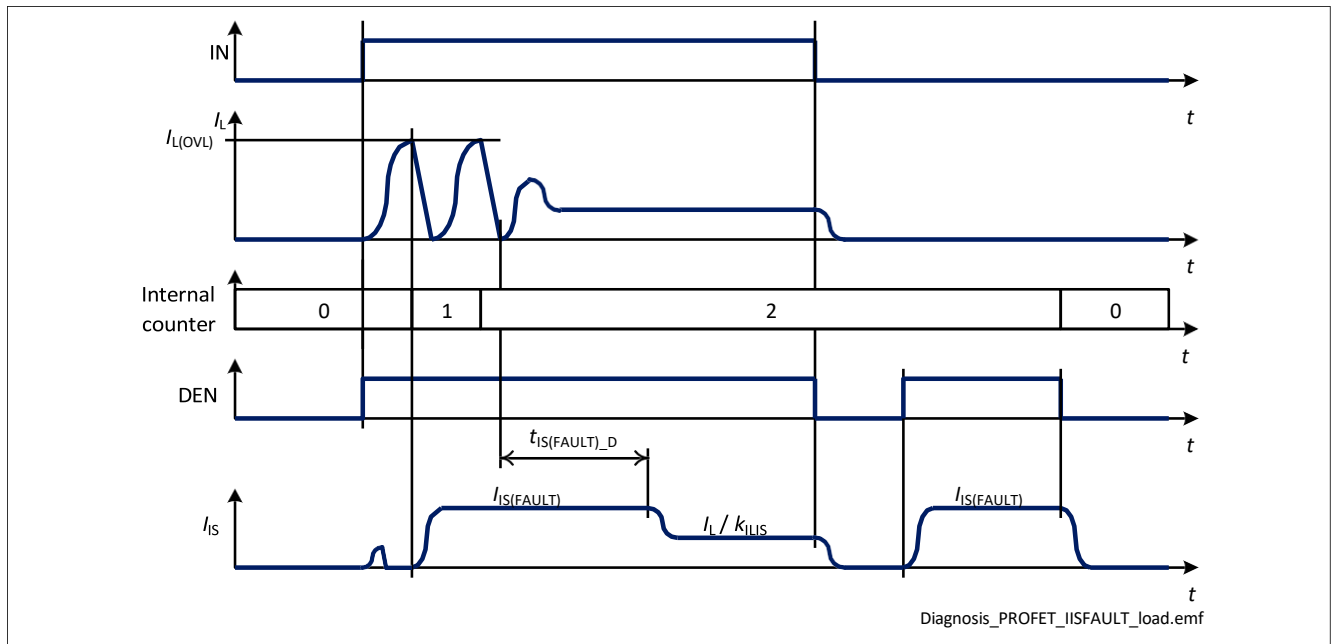 IN
t
I_L
I_L(OVL)
t
Internal
counter
0 1 2 0
t
DEN
t
t_IS(FAULT)_D
I_IS(FAULT) I_IS(FAULT)
I_IS
I_L / k_ILIS
t
Diagnosis_PROFET_IISFAULT_load.emf